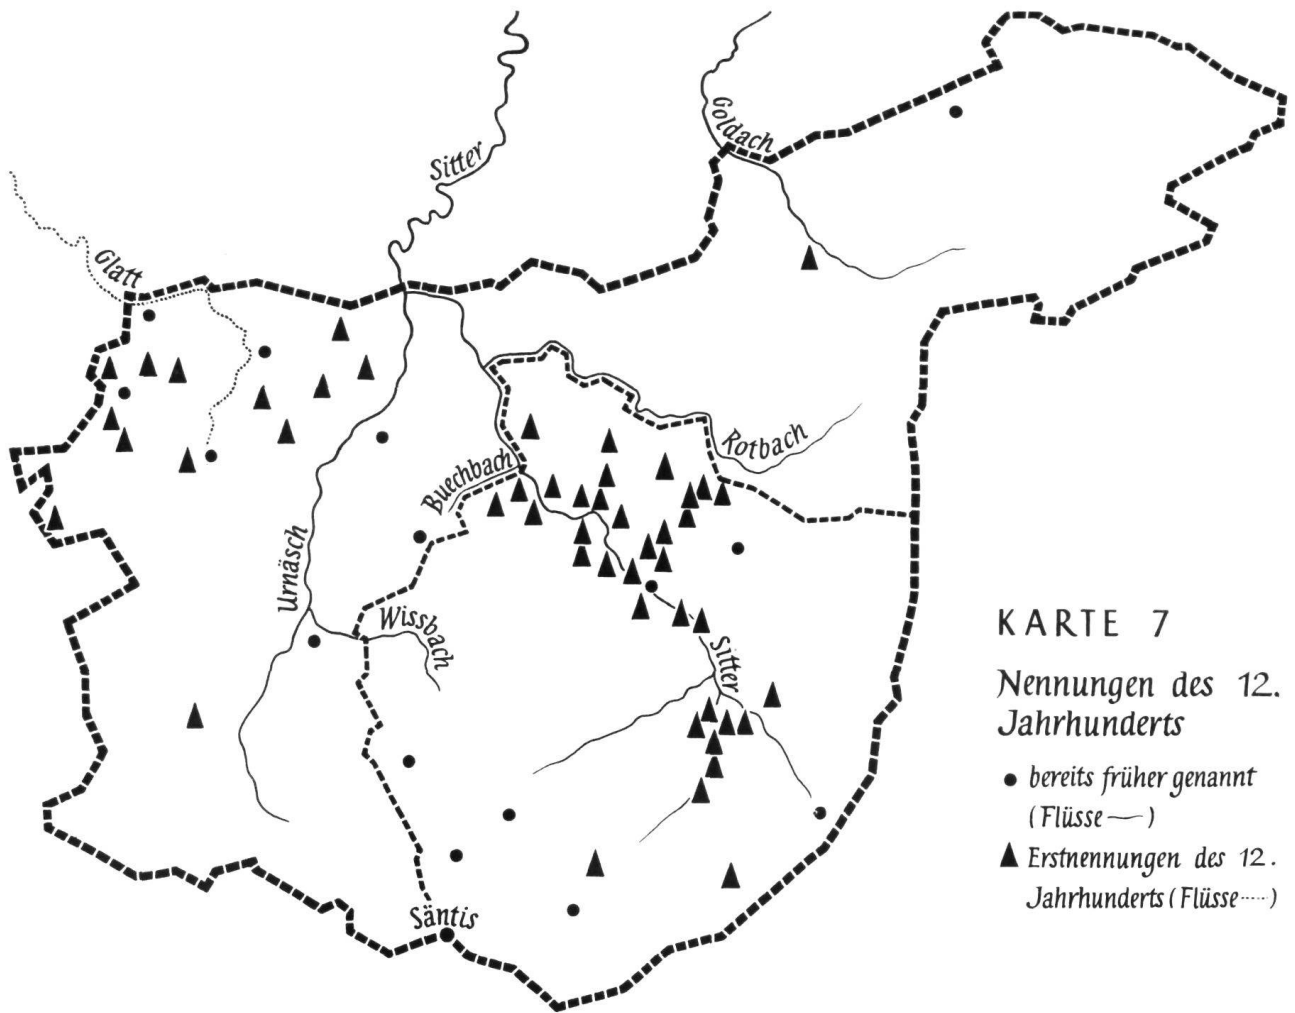 Goldach
Sitter
Glatt
Rotbach
Buechbach
Urnäsch
Wissbach
Sitter
Säntis
KARTE 7
Nennungen des 12.
Jahrhunderts
bereits früher genannt
(Flüsse — )
Erstnennungen des 12.
Jahrhunderts (Flüsse ····· )